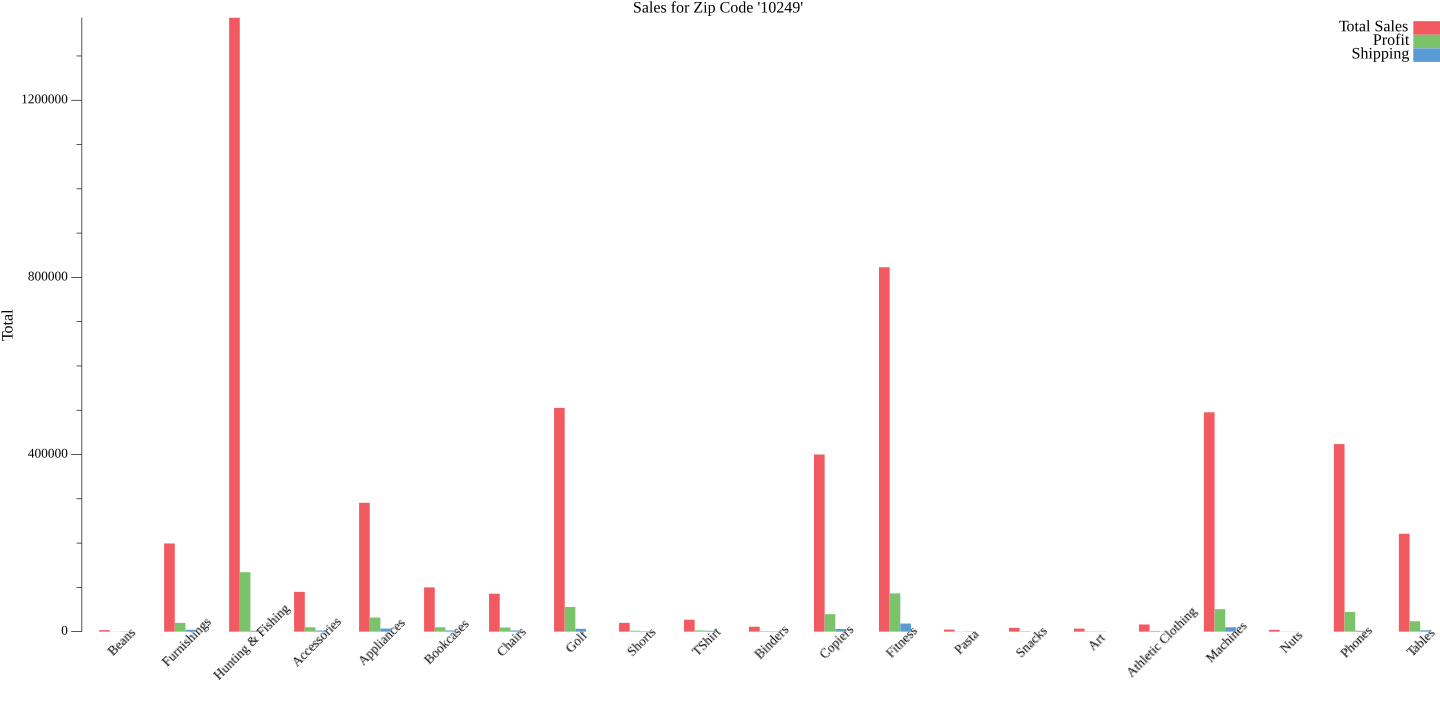 Sales for Zip Code '10249'
Total Sales
Profit
Shipping
1200000
800000
400000
0
Total
Beans
Furnishings
Hunting & Fishing
Accessories
Appliances
Bookcases
Chairs
Golf
Shorts
TShirt
Binders
Copiers
Fitness
Pasta
Snacks
Art
Athletic Clothing
Machines
Nuts
Phones
Tables